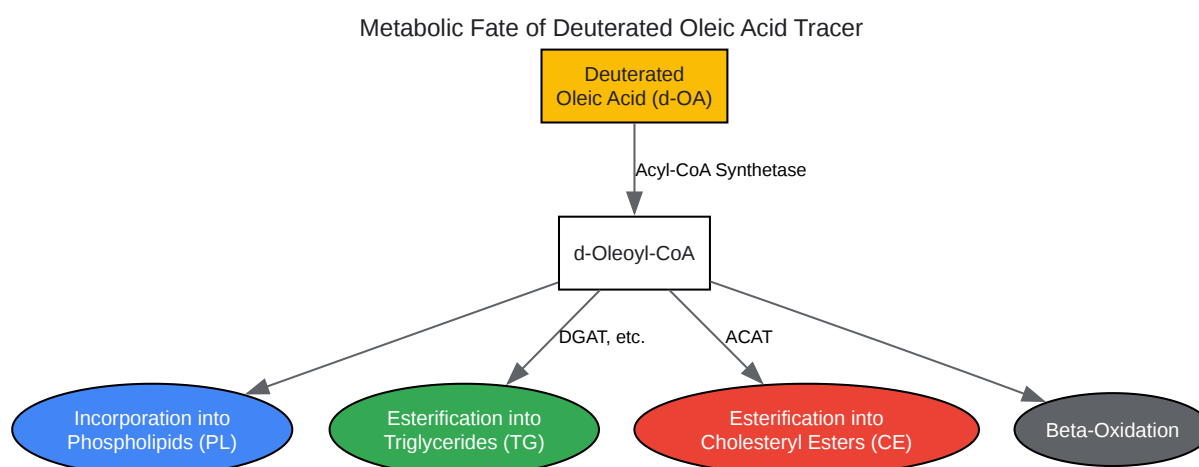 Metabolic Fate of Deuterated Oleic Acid Tracer
Deuterated
Oleic Acid (d-OA)
Acyl-CoA Synthetase
d-Oleoyl-CoA
DGAT, etc.
ACAT
Incorporation into
Phospholipids (PL)
Esterification into
Triglycerides (TG)
Esterification into
Cholesteryl Esters (CE)
Beta-Oxidation